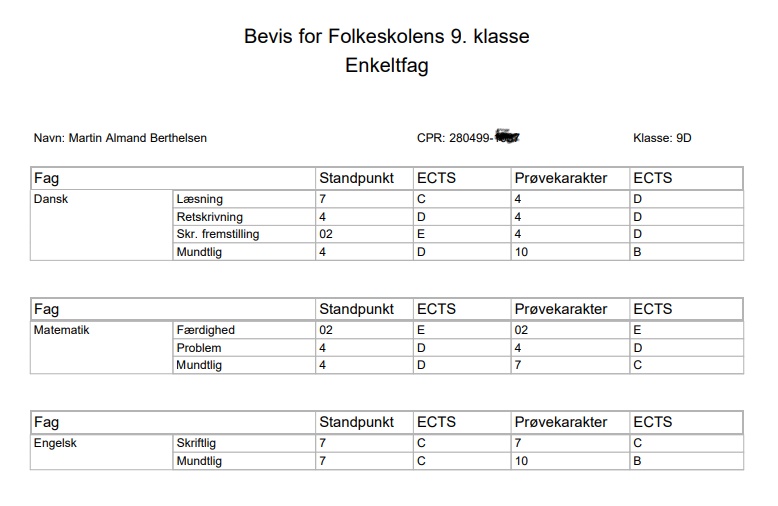 Bevis for Folkeskolens 9. klasse
Enkeltfag
Navn: Martin Almand Berthelsen CPR: 280499- Klasse: 9D
Fag Standpunkt ECTS Prøvekarakter ECTS
Dansk Læsning 7 C 4 D
Retskrivning 4 D 4 D
Skr. fremstilling 02 E 4 D
Mundtlig 4 D 10 B
Fag Standpunkt ECTS Prøvekarakter ECTS
Matematik Færdighed 02 E 02 E
Problem 4 D 4 D
Mundtlig 4 D 7 C
Fag Standpunkt ECTS Prøvekarakter ECTS
Engelsk Skriftlig 7 C 7 C
Mundtlig 7 C 10 B